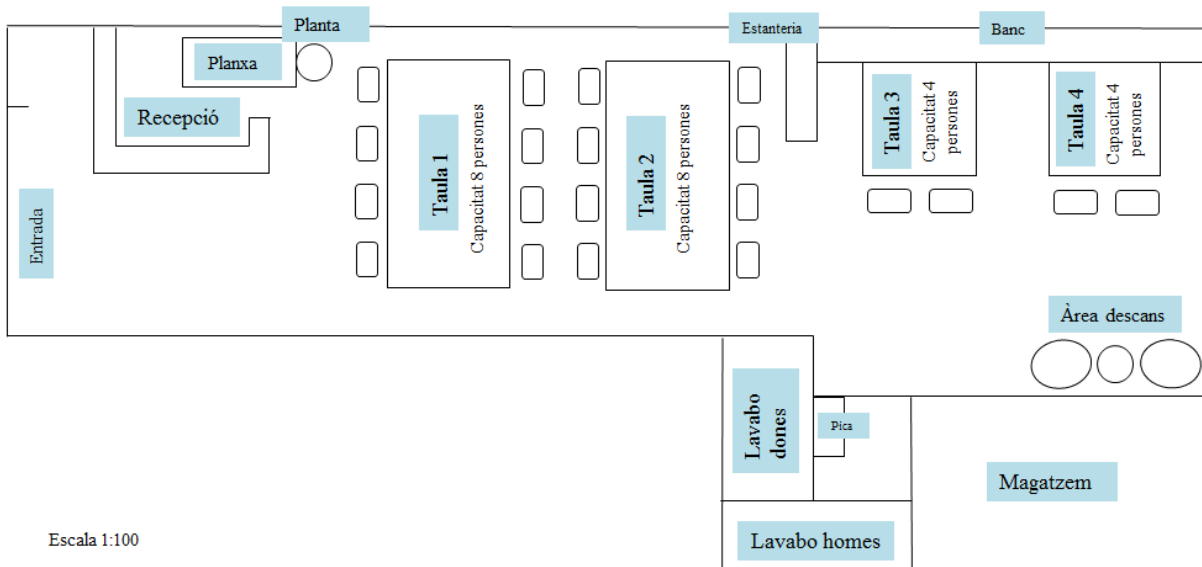 Planta
Estanteria
Banc
Planxa
Recepció
Entrada
Taula 1
Capacitat 8 persones
Taula 2
Capacitat 8 persones
Taula 3
Capacitat 4
persones
Taula 4
Capacitat 4
persones
Àrea descans
Lavabo
dones
Pica
Magatzem
Lavabo homes
Escala 1:100